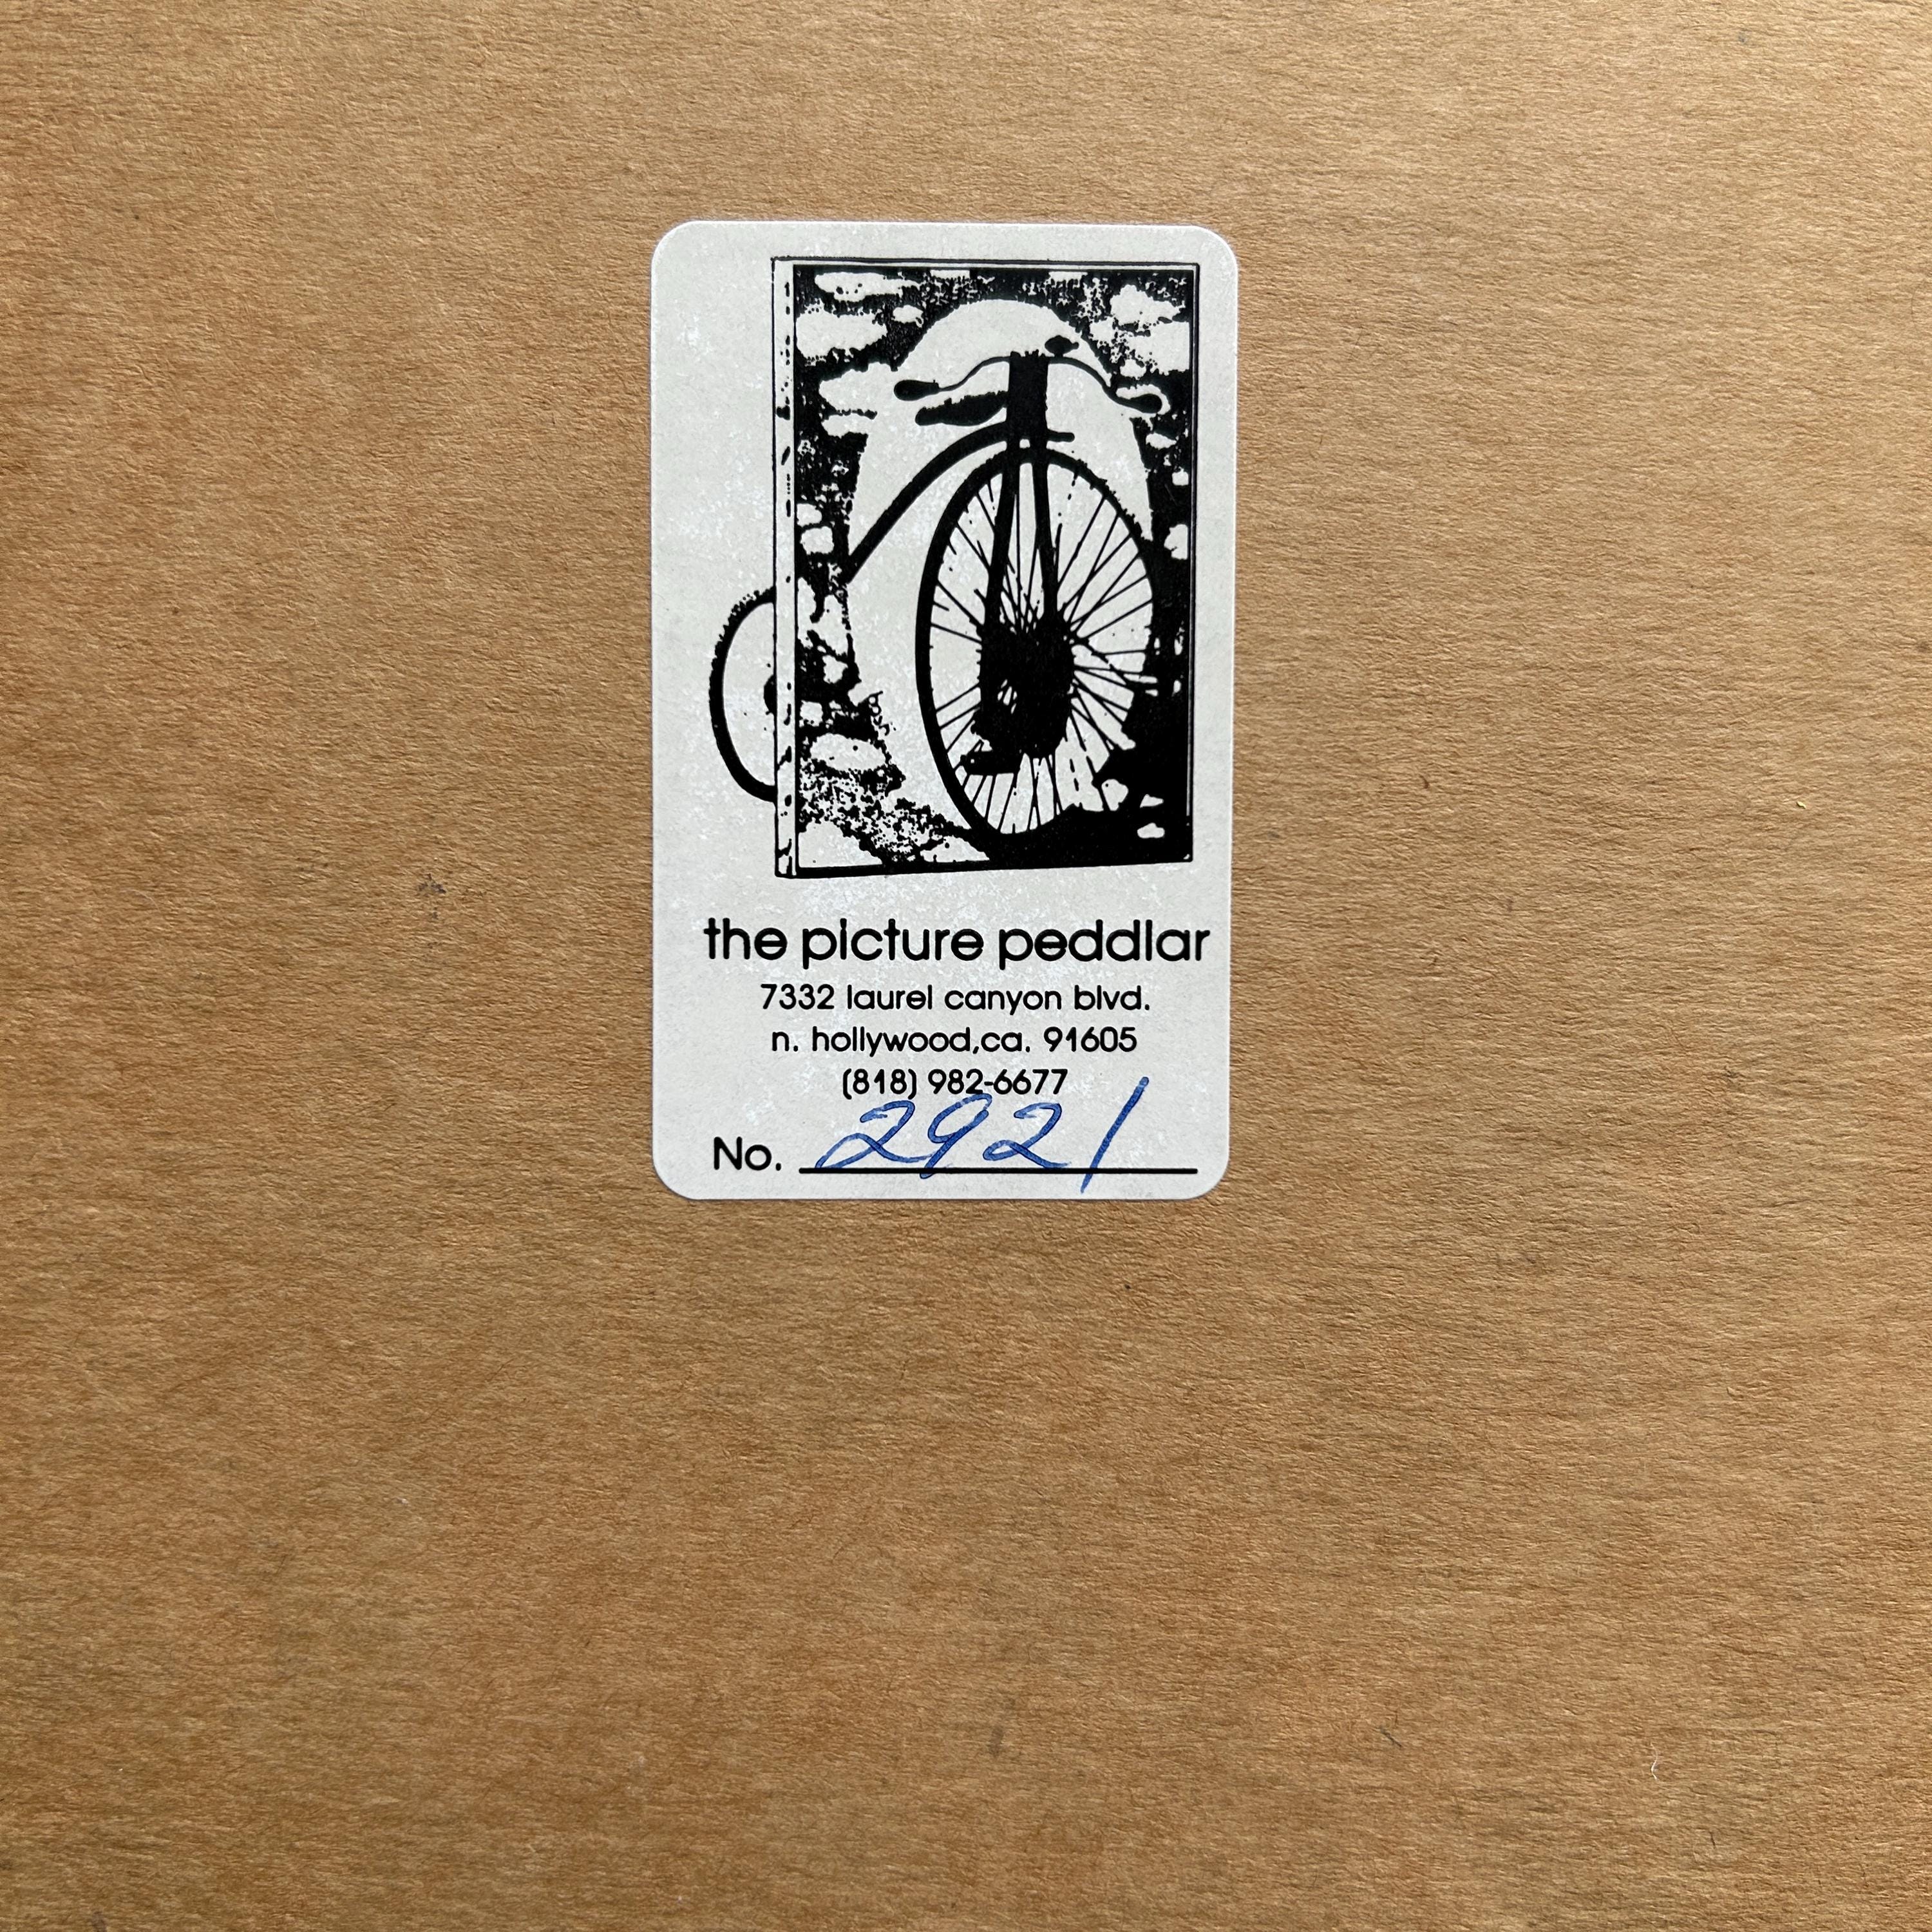 the picture peddlar
7332 laurel canyon blvd.
n. hollywood,ca. 91605
(818) 982-6677
No. 2921